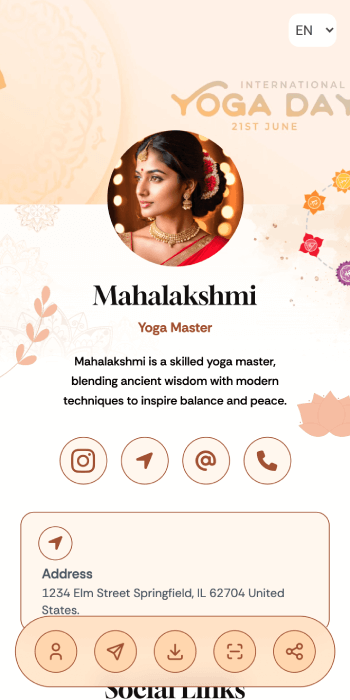 EN
INTERNATIONAL
YOGA DAY
21ST JUNE
Mahalakshmi
Yoga Master
Mahalakshmi is a skilled yoga master,
blending ancient wisdom with modern
techniques to inspire balance and peace.
Address
1234 Elm Street Springfield, IL 62704 United
States.
Social Links